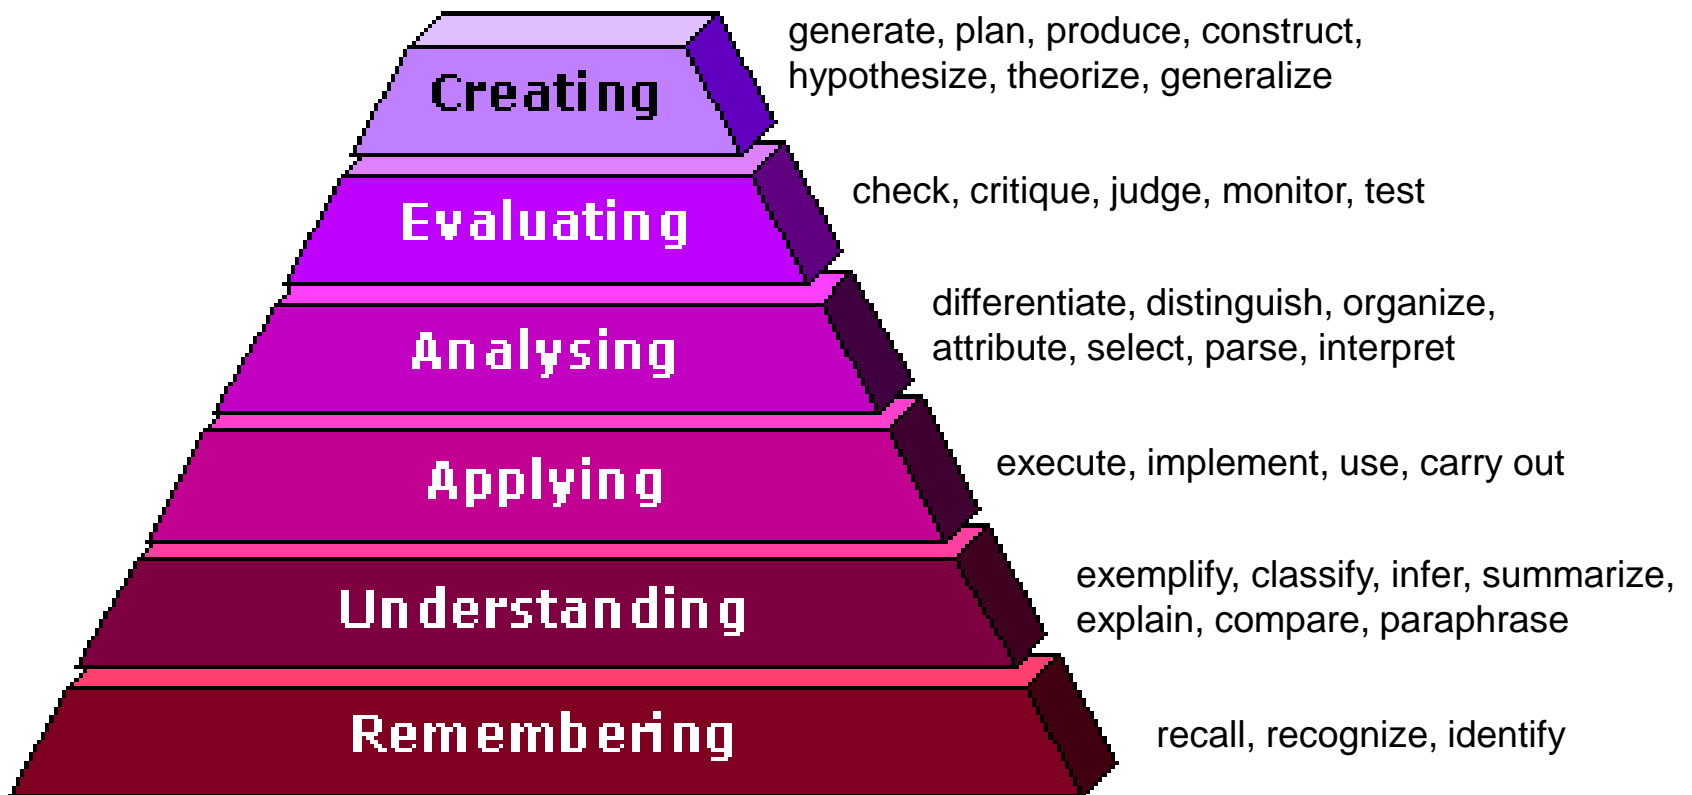 generate, plan, produce, construct,
hypothesize, theorize, generalize
Creating
check, critique, judge, monitor, test
Evaluating
differentiate, distinguish, organize,
attribute, select, parse, interpret
Analysing
execute, implement, use, carry out
Applying
exemplify, classify, infer, summarize,
explain, compare, paraphrase
Understanding
recall, recognize, identify
Remembering